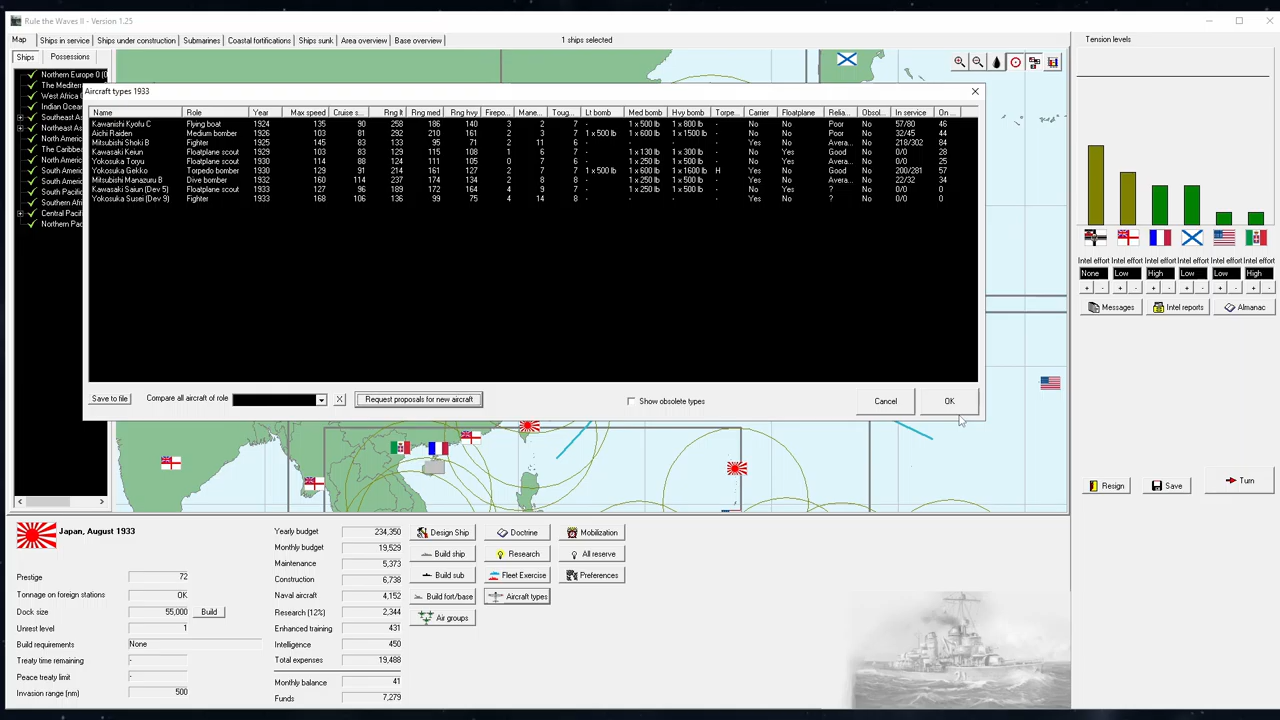 Rule the Waves II - Version 1.25
Map Ships in service Ships under construction Submarines Coastal fortifications Ships sunk Area overview Base overview 1 ships selected
Tension levels
Ships Possessions
Northern Europe 0 (0
The Mediter
West Africa
Indian Ocean
Southeast As
Northeast As
North Americ
The Caribbe
North Americ
South Americ
South Americ
South Pacific
Southern Afri
Central Pacifi
Northern Pac
Aircraft types 1933
Name Role Year Max speed Cruise s... Rng lt Rng med Rng hvy Firepo... Mane... Toug... Lt bomb Med bomb Hvy bomb Torpe... Carrier Floatplane Relia... Obsol... In service On ...
Kawanishi Kyofu C Flying boat 1924 135 90 258 186 140 3 2 7 - 1 x 500 lb 1 x 800 lb - No No Poor No 57/80 46
Aichi Raiden Medium bomber 1926 103 81 292 210 161 2 3 7 1 x 500 lb 1 x 600 lb 1 x 1500 lb - No No Poor No 32/45 44
Mitsubishi Shoki B Fighter 1925 145 83 133 95 71 2 11 6 - - - - Yes No Avera... No 218/302 84
Kawasaki Keiun Floatplane scout 1929 103 83 129 115 108 1 6 7 - 1 x 130 lb 1 x 300 lb - No Yes Good No 0/0 28
Yokosuka Toryu Floatplane scout 1930 114 88 124 111 105 0 7 6 - 1 x 250 lb 1 x 500 lb - No Yes Avera... No 0/0 25
Yokosuka Gekko Torpedo bomber 1930 129 91 214 161 127 2 7 7 1 x 500 lb 1 x 600 lb 1 x 1600 lb H Yes No Good No 200/281 57
Mitsubishi Manazuru B Dive bomber 1932 160 114 237 174 134 2 8 8 - 1 x 250 lb 1 x 500 lb - Yes No Avera... No 22/32 34
Kawasaki Saiun (Dev 5) Floatplane scout 1933 127 96 189 172 164 4 9 7 - 1 x 250 lb 1 x 500 lb - No Yes ? No 0/0 0
Yokosuka Susei (Dev 9) Fighter 1933 168 106 136 99 75 4 14 8 - - - - Yes No ? No 0/0 0
Save to file Compare all aircraft of role X Request proposals for new aircraft Show obsolete types Cancel OK
Intel effort Intel effort Intel effort Intel effort Intel effort Intel effort
None Low High Low Low High
+ - + - + - + - + - + -
Messages Intel reports Almanac
Resign Save Turn
Japan, August 1933
Prestige 72
Tonnage on foreign stations OK
Dock size 55,000 Build
Unrest level 1
Build requirements None
Treaty time remaining -
Peace treaty limit -
Invasion range (nm) 500
Yearly budget 234,350
Monthly budget 19,529
Maintenance 5,373
Construction 6,738
Naval aircraft 4,152
Research (12%) 2,344
Enhanced training 431
Intelligence 450
Total expenses 19,488
Monthly balance 41
Funds 7,279
Design Ship Doctrine Mobilization
Build ship Research All reserve
Build sub Fleet Exercise Preferences
Build fort/base Aircraft types
Air groups